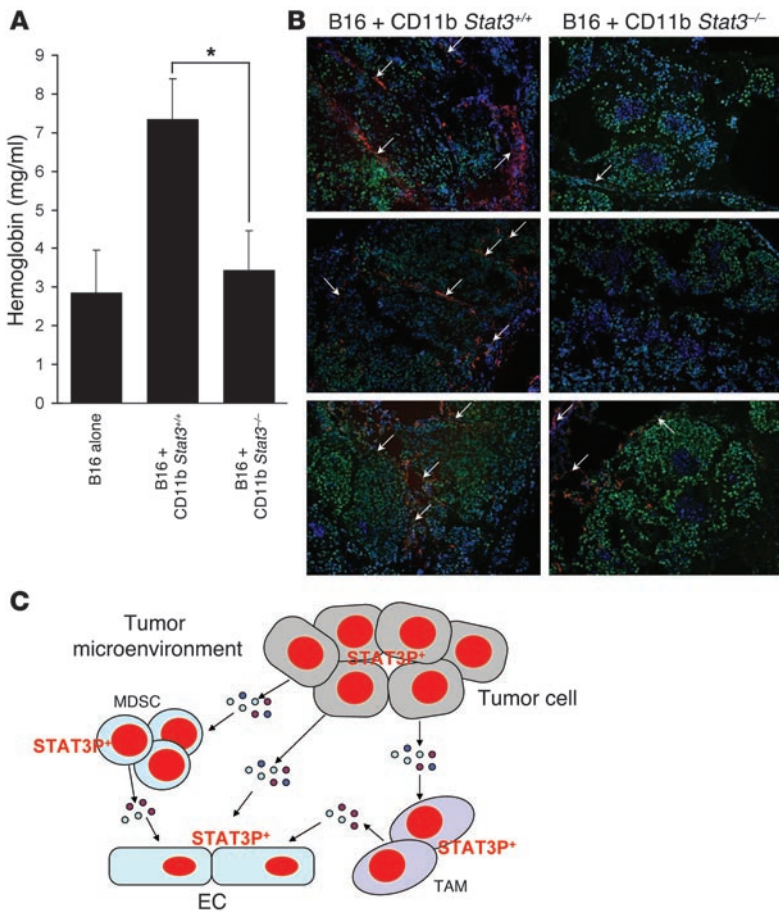 A
Hemoglobin (mg/ml)
9
8
7
6
5
4
3
2
1
0
*
B16 alone
B16 +
CD11b Stat3+/+
B16 +
CD11b Stat3–/–
B
B16 + CD11b Stat3+/+
B16 + CD11b Stat3–/–
C
Tumor
microenvironment
STAT3P+
Tumor cell
MDSC
STAT3P+
STAT3P+
EC
STAT3P+
TAM